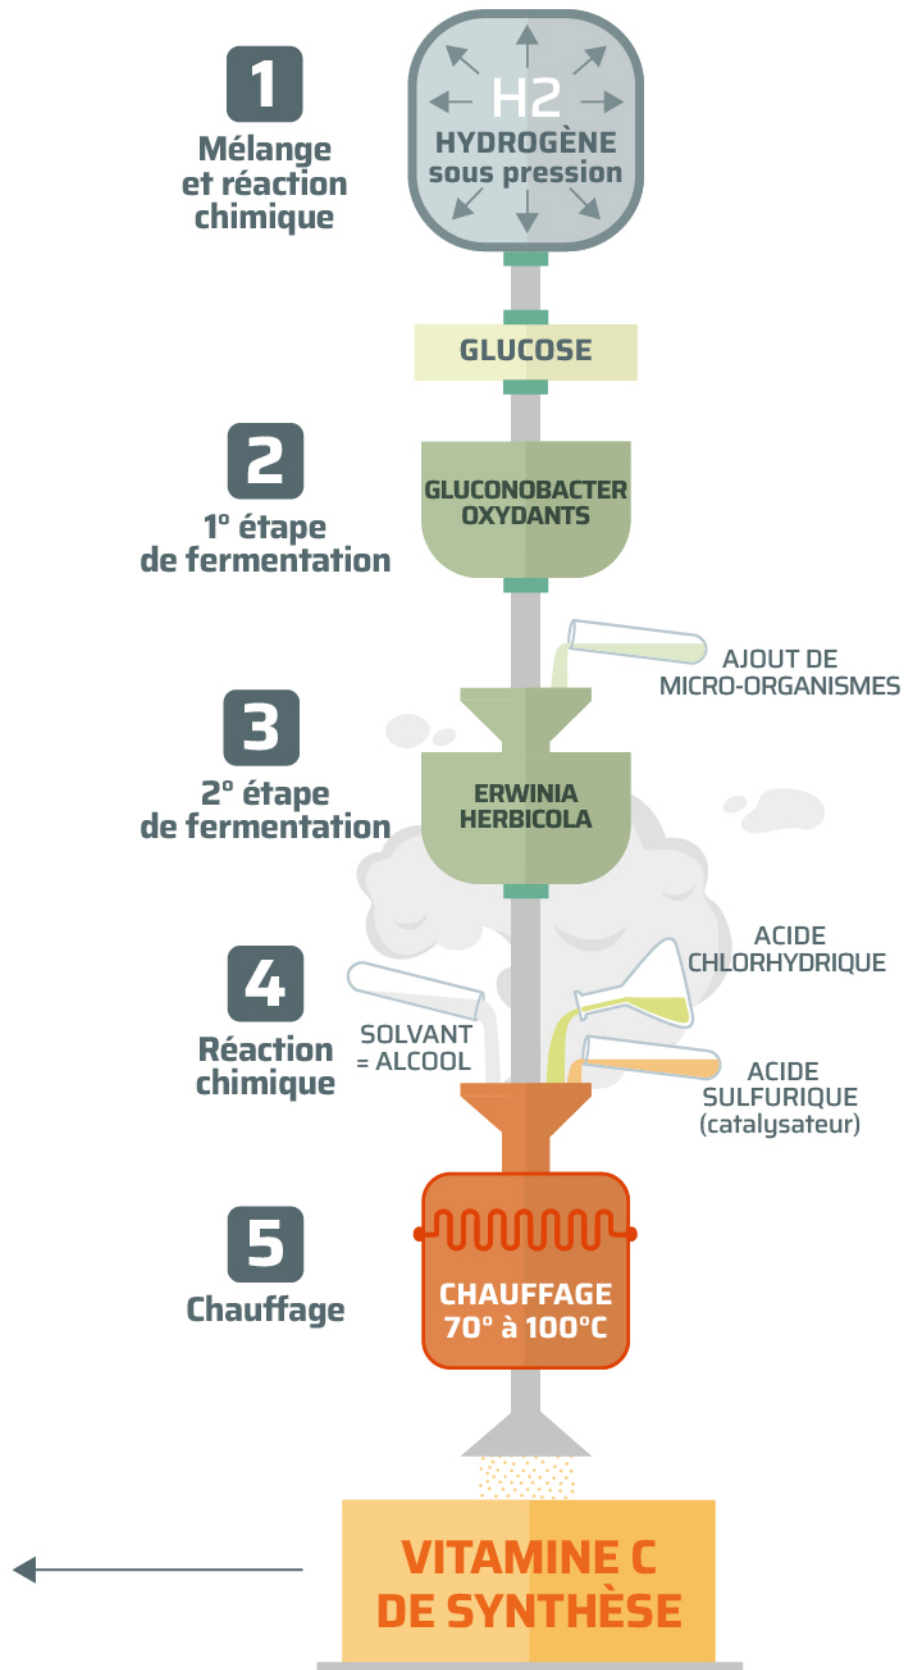 1
Mélange
et réaction
chimique
H2
HYDROGÈNE
sous pression
GLUCOSE
2
1° étape
de fermentation
GLUCONOBACTER
OXYDANTS
AJOUT DE
MICRO-ORGANISMES
3
2° étape
de fermentation
ERWINIA
HERBICOLA
4
Réaction
chimique
SOLVANT
= ALCOOL
ACIDE
CHLORHYDRIQUE
ACIDE
SULFURIQUE
(catalysateur)
5
Chauffage
CHAUFFAGE
70° à 100°C
VITAMINE C
DE SYNTHÈSE